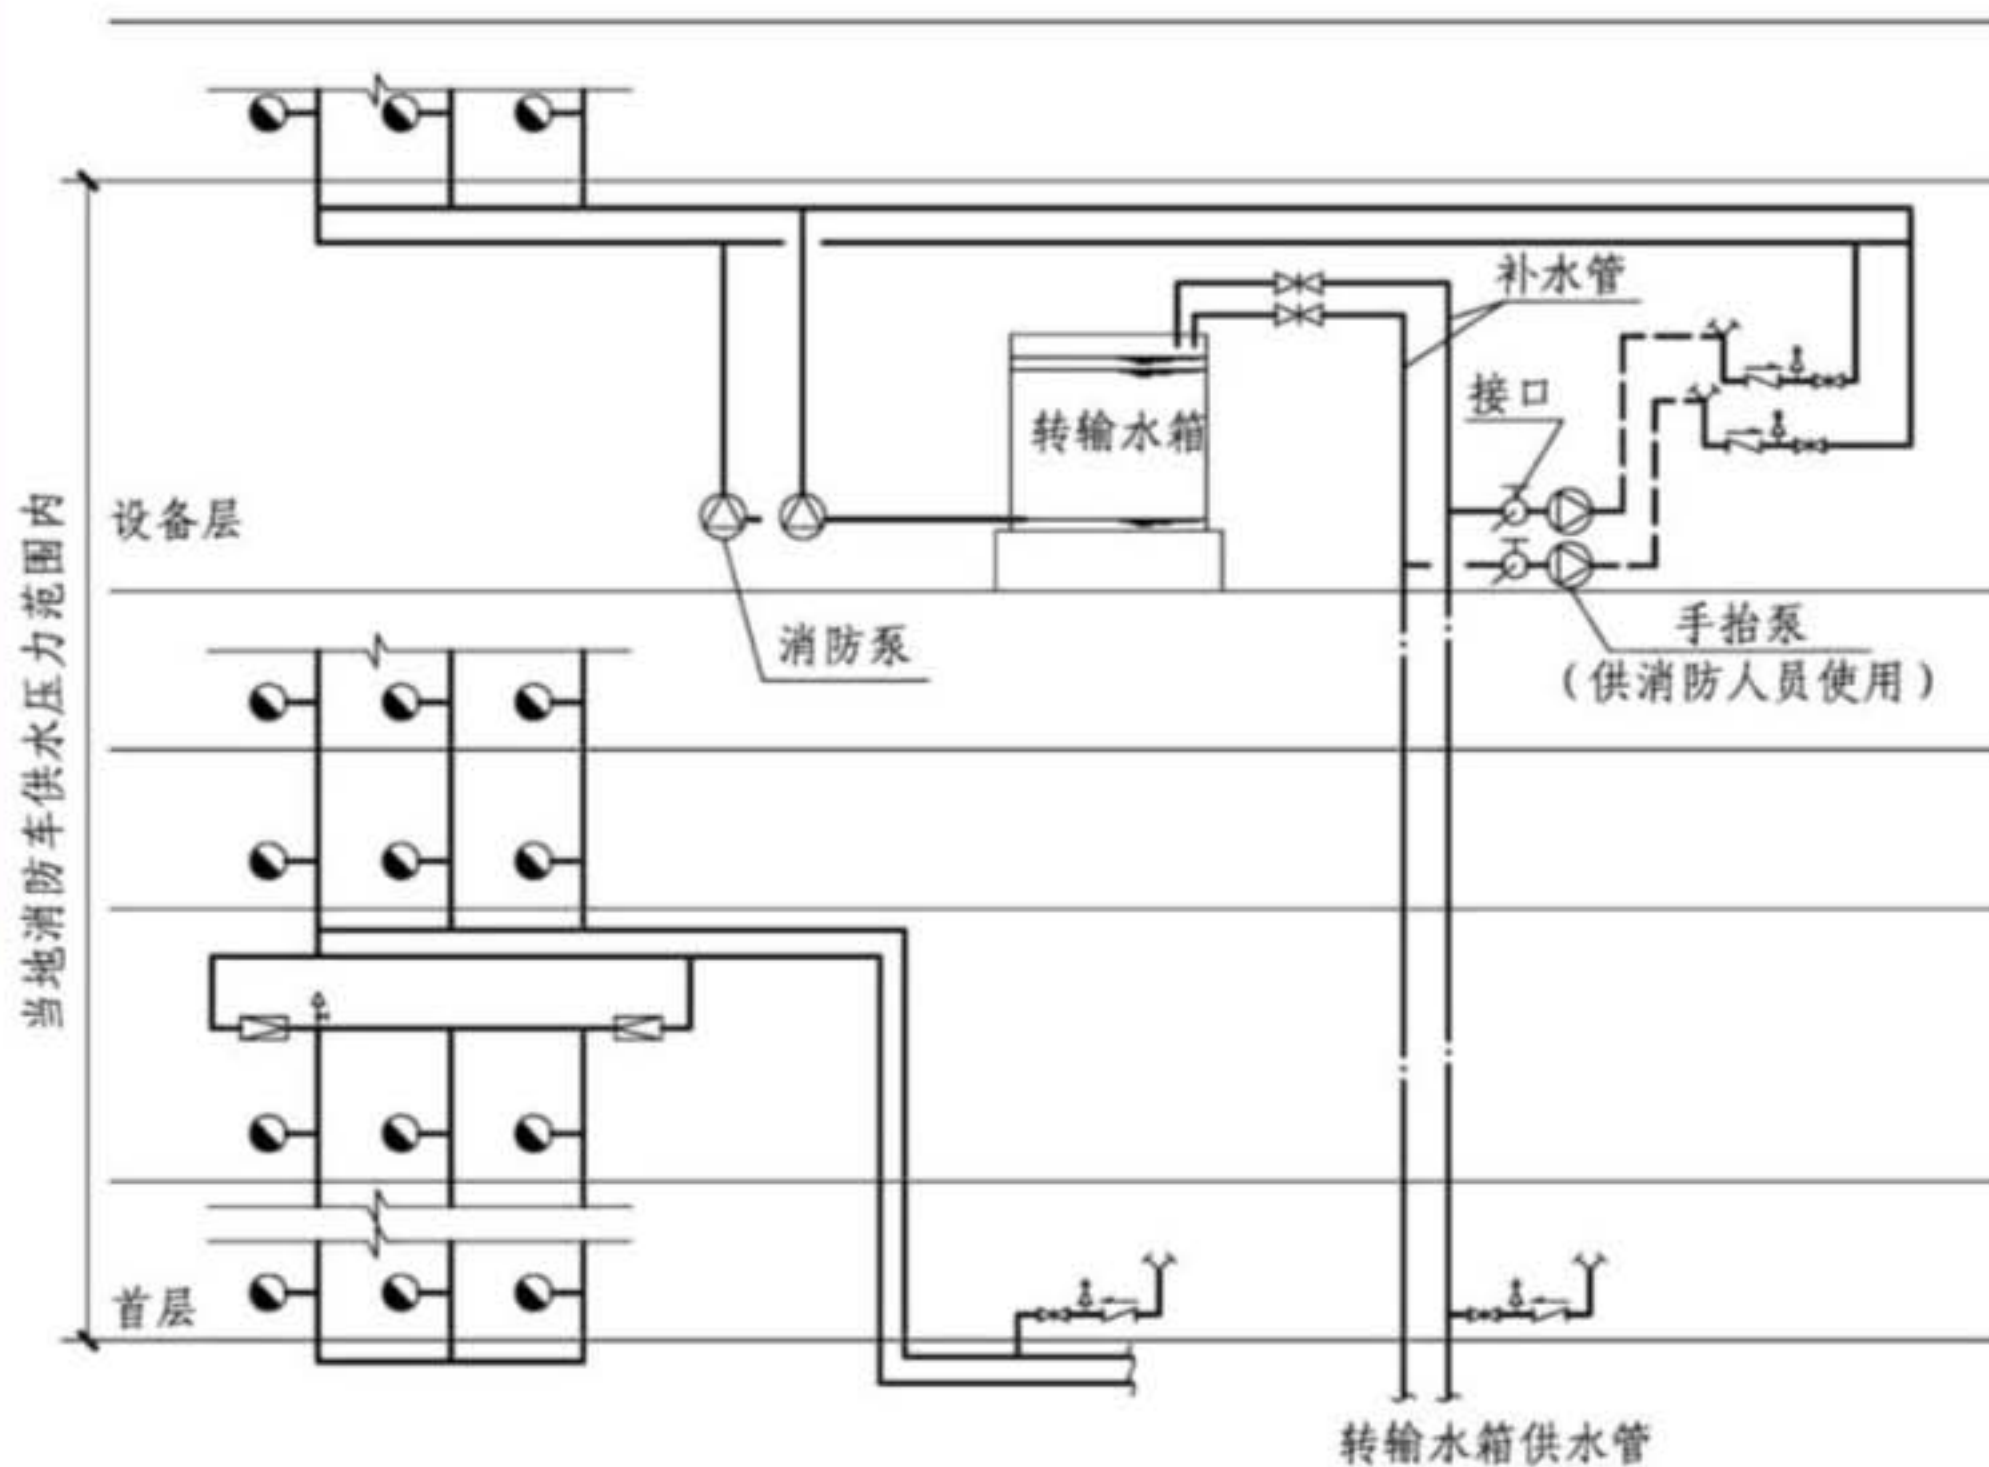 补水管
接口
转输水箱
设备层
消防泵
手抬泵
（供消防人员使用）
当地消防车供水压力范围内
首层
转输水箱供水管